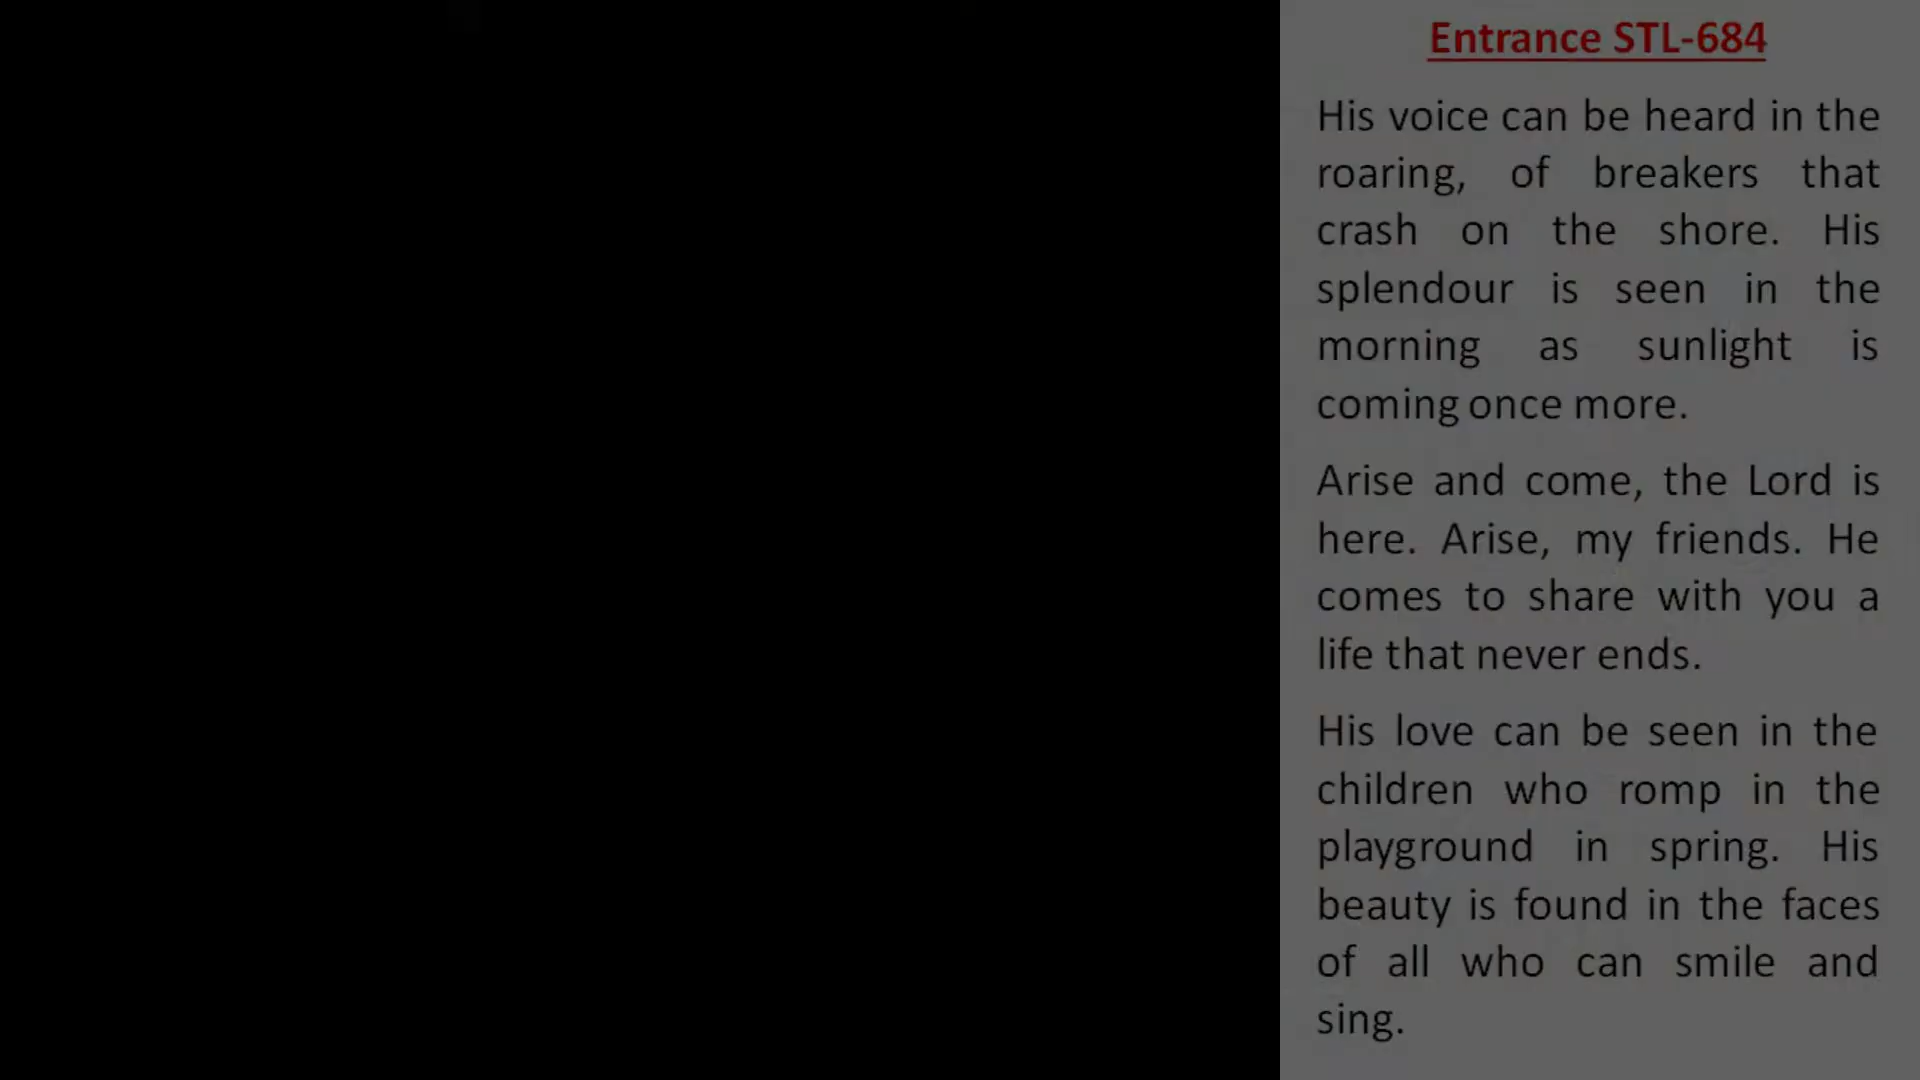 Entrance STL-684
His voice can be heard in the
roaring, of breakers that
crash on the shore. His
splendour is seen in the
morning as sunlight is
coming once more.
Arise and come, the Lord is
here. Arise, my friends. He
comes to share with you a
life that never ends.
His love can be seen in the
children who romp in the
playground in spring. His
beauty is found in the faces
of all who can smile and
sing.